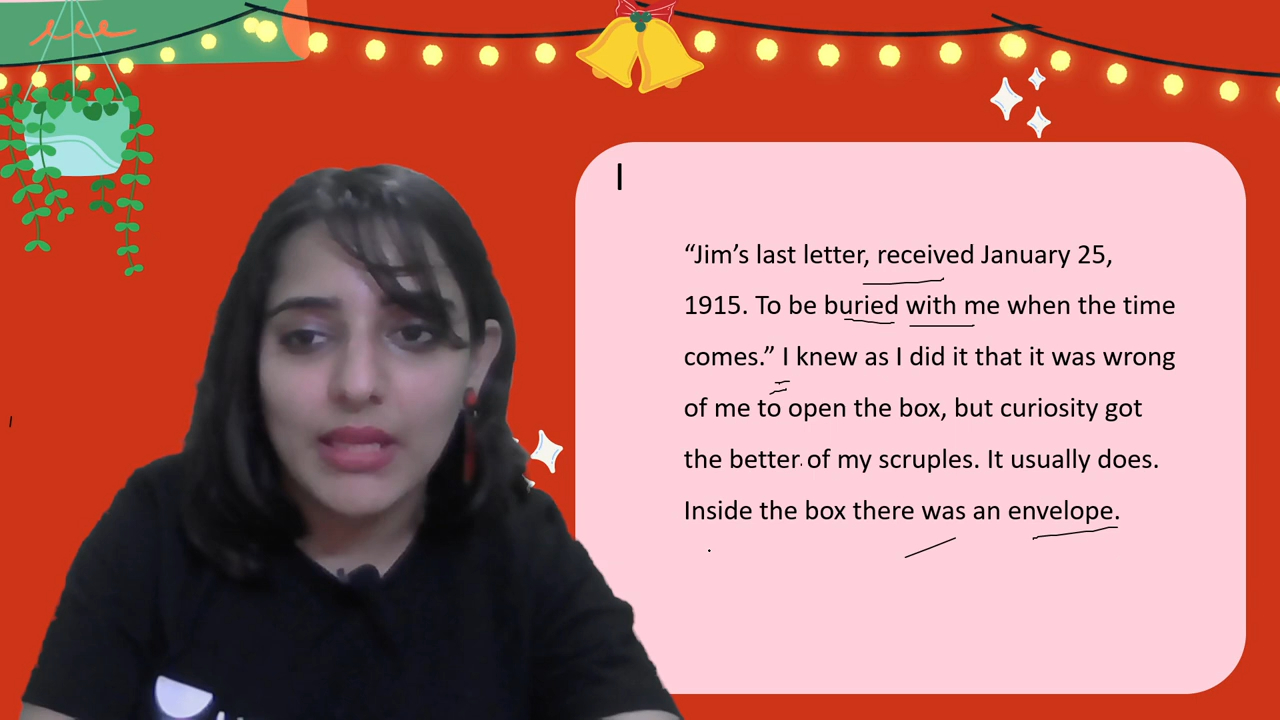 I
“Jim’s last letter, received January 25,
1915. To be buried with me when the time
comes.” I knew as I did it that it was wrong
of me to open the box, but curiosity got
the better of my scruples. It usually does.
Inside the box there was an envelope.